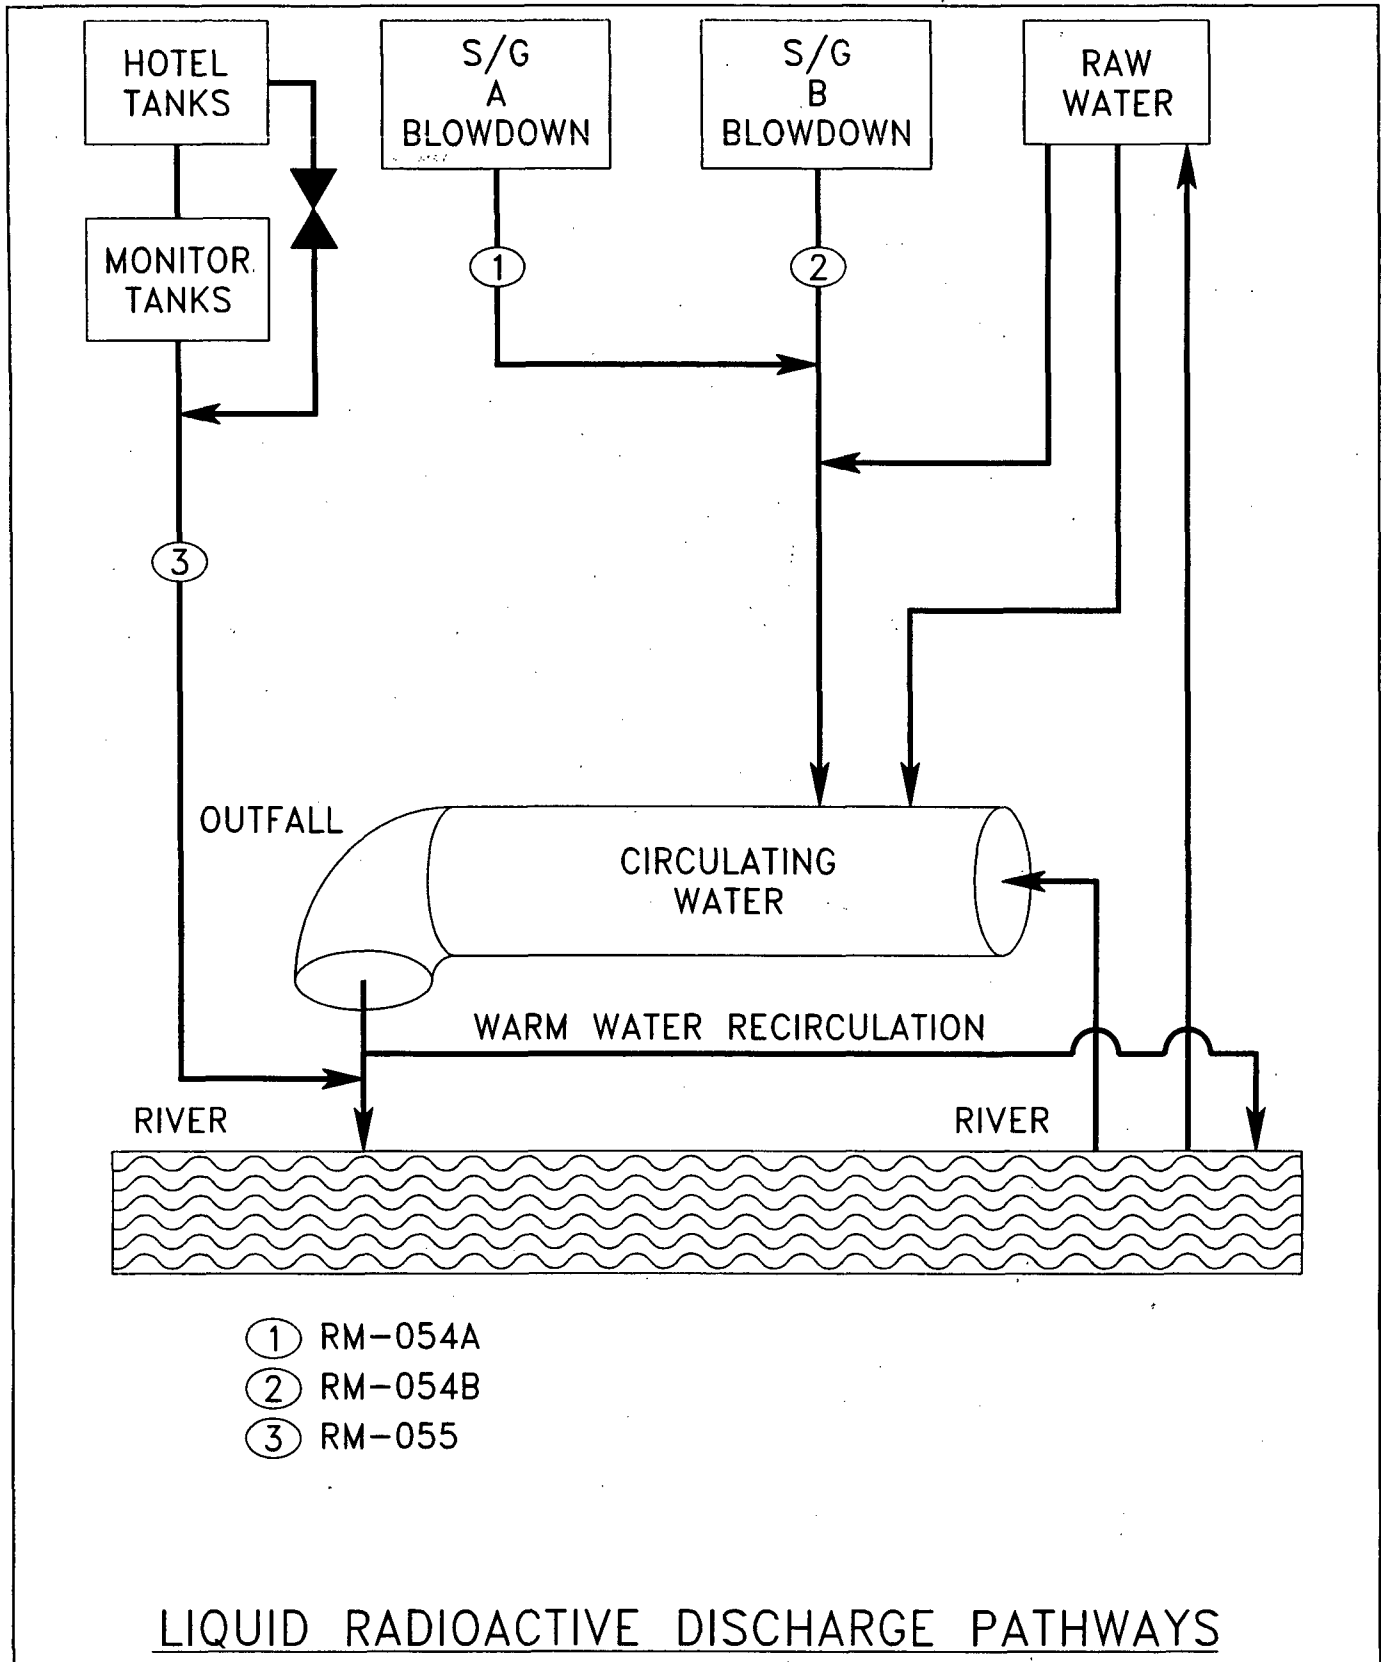 HOTEL
TANKS
S/G
A
BLOWDOWN
S/G
B
BLOWDOWN
RAW
WATER
MONITOR
TANKS
1
2
3
OUTFALL
CIRCULATING
WATER
WARM WATER RECIRCULATION
RIVER
RIVER
1 RM-054A
2 RM-054B
3 RM-055
LIQUID RADIOACTIVE DISCHARGE PATHWAYS